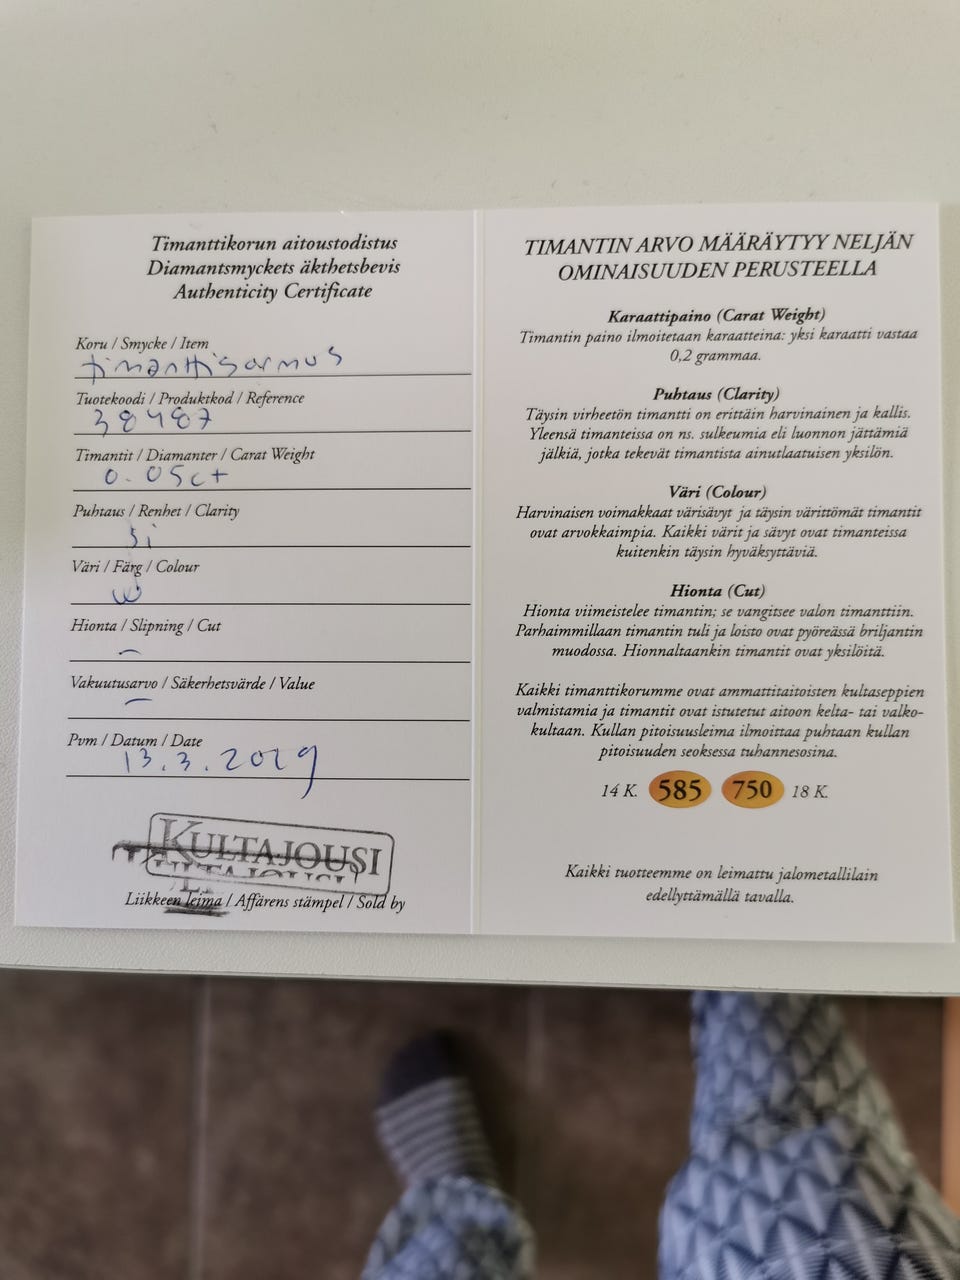 Timanttikorun aitoustodistus
Diamantsmyckets äkthetsbevis
Authenticity Certificate
Koru / Smycke / Item
timanttisormus
Tuotekoodi / Produktkod / Reference
38487
Timantit / Diamanter / Carat Weight
0.05ct
Puhtaus / Renhet / Clarity
si
Väri / Färg / Colour
w
Hionta / Slipning / Cut
–
Vakuutusarvo / Säkerhetsvärde / Value
–
Pvm / Datum / Date
13.3.2019
KULTAJOUSI
KULTAJOUSI
Liikkeen leima / Affärens stämpel / Sold by
TIMANTIN ARVO MÄÄRÄYTYY NELJÄN
OMINAISUUDEN PERUSTEELLA
Karaattipaino (Carat Weight)
Timantin paino ilmoitetaan karaatteina: yksi karaatti vastaa
0,2 grammaa.
Puhtaus (Clarity)
Täysin virheetön timantti on erittäin harvinainen ja kallis.
Yleensä timanteissa on ns. sulkeumia eli luonnon jättämiä
jälkiä, jotka tekevät timantista ainutlaatuisen yksilön.
Väri (Colour)
Harvinaisen voimakkaat värisävyt ja täysin värittömät timantit
ovat arvokkaimpia. Kaikki värit ja sävyt ovat timanteissa
kuitenkin täysin hyväksyttäviä.
Hionta (Cut)
Hionta viimeistelee timantin; se vangitsee valon timanttiin.
Parhaimmillaan timantin tuli ja loisto ovat pyöreässä briljantin
muodossa. Hionnaltaankin timantit ovat yksilöitä.
Kaikki timanttikorumme ovat ammattitaitoisten kultaseppien
valmistamia ja timantit ovat istutetut aitoon kelta- tai valko-
kultaan. Kullan pitoisuusleima ilmoittaa puhtaan kullan
pitoisuuden seoksessa tuhannesosina.
14 K. 585 750 18 K.
Kaikki tuotteemme on leimattu jalometallilain
edellyttämällä tavalla.